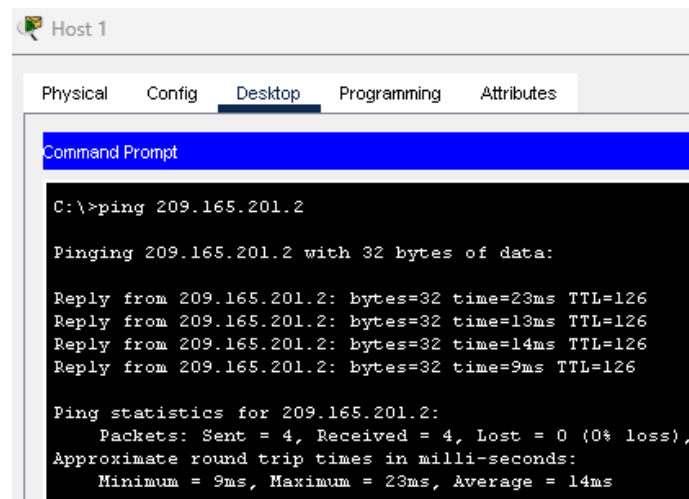 Host 1
Physical Config Desktop Programming Attributes
Command Prompt
C:\>ping 209.165.201.2
Pinging 209.165.201.2 with 32 bytes of data:
Reply from 209.165.201.2: bytes=32 time=23ms TTL=126
Reply from 209.165.201.2: bytes=32 time=13ms TTL=126
Reply from 209.165.201.2: bytes=32 time=14ms TTL=126
Reply from 209.165.201.2: bytes=32 time=9ms TTL=126
Ping statistics for 209.165.201.2:
Packets: Sent = 4, Received = 4, Lost = 0 (0% loss),
Approximate round trip times in milli-seconds:
Minimum = 9ms, Maximum = 23ms, Average = 14ms